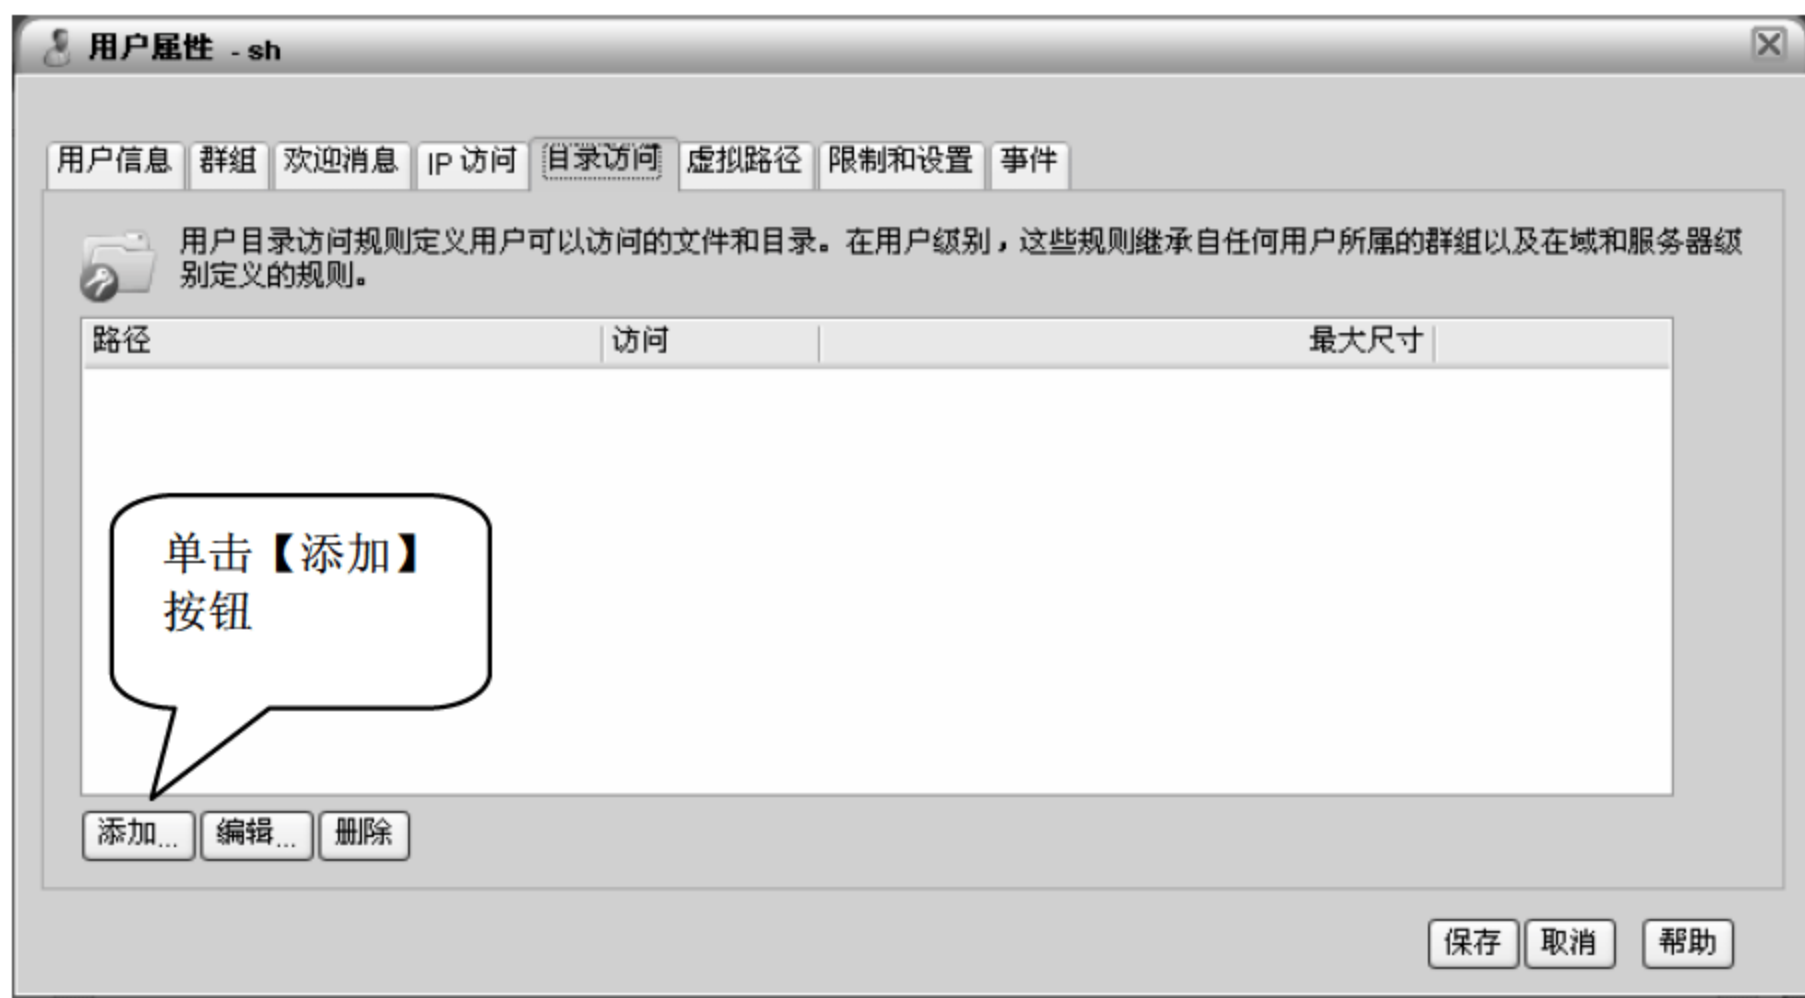 用户属性 - sh
用户信息 群组 欢迎消息 IP 访问 目录访问 虚拟路径 限制和设置 事件
用户目录访问规则定义用户可以访问的文件和目录。在用户级别，这些规则继承自任何用户所属的群组以及在域和服务器级
别定义的规则。
路径 访问 最大尺寸
单击【添加】
按钮
添加... 编辑... 删除
保存 取消 帮助